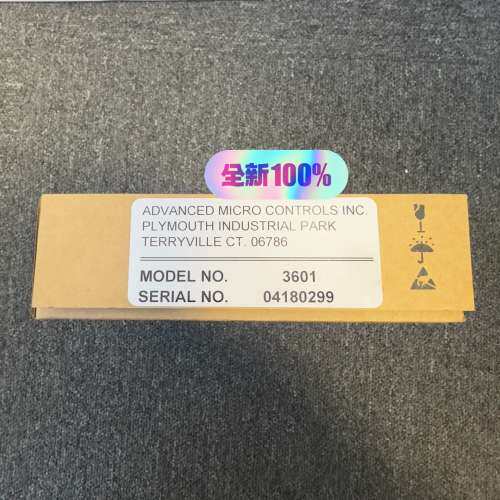 全新100%
ADVANCED MICRO CONTROLS INC.
PLYMOUTH INDUSTRIAL PARK
TERRYVILLE CT. 06786
MODEL NO. 3601
SERIAL NO. 04180299